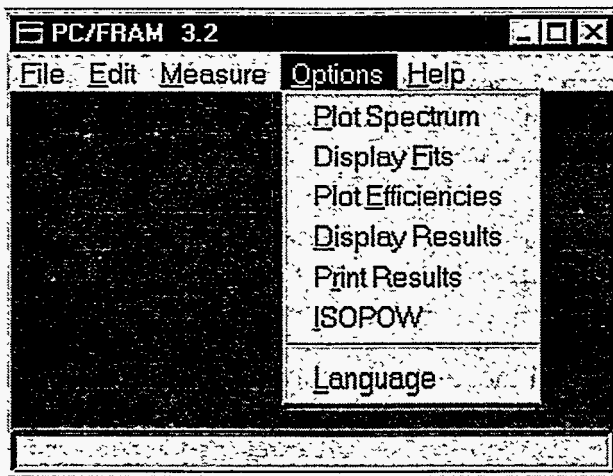 PC/FRAM 3.2
File Edit Measure Options Help
Plot Spectrum
Display Fits
Plot Efficiencies
Display Results
Print Results
ISOPOW
Language